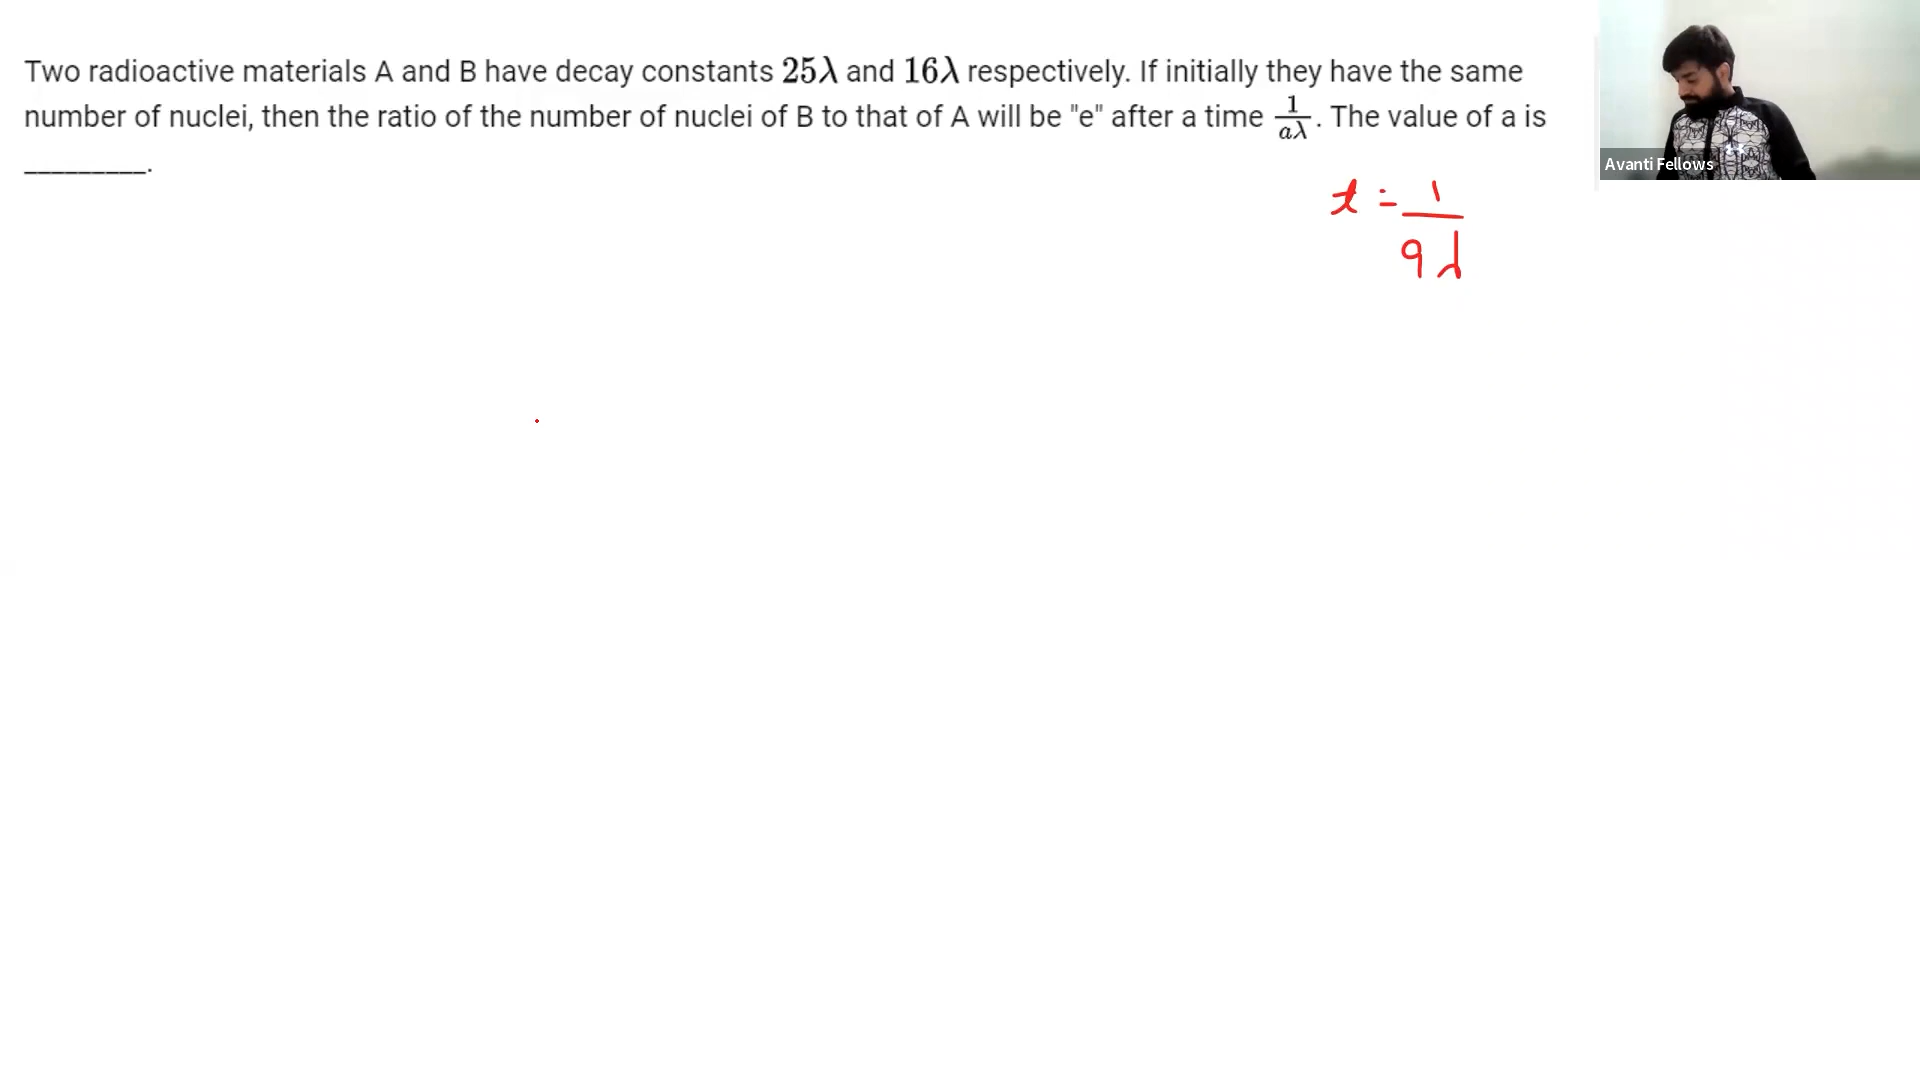 Two radioactive materials A and B have decay constants 25λ and 16λ respectively. If initially they have the same
number of nuclei, then the ratio of the number of nuclei of B to that of A will be "e" after a time 1/aλ. The value of a is
_________.
Avanti Fellows
t = 1/9λ